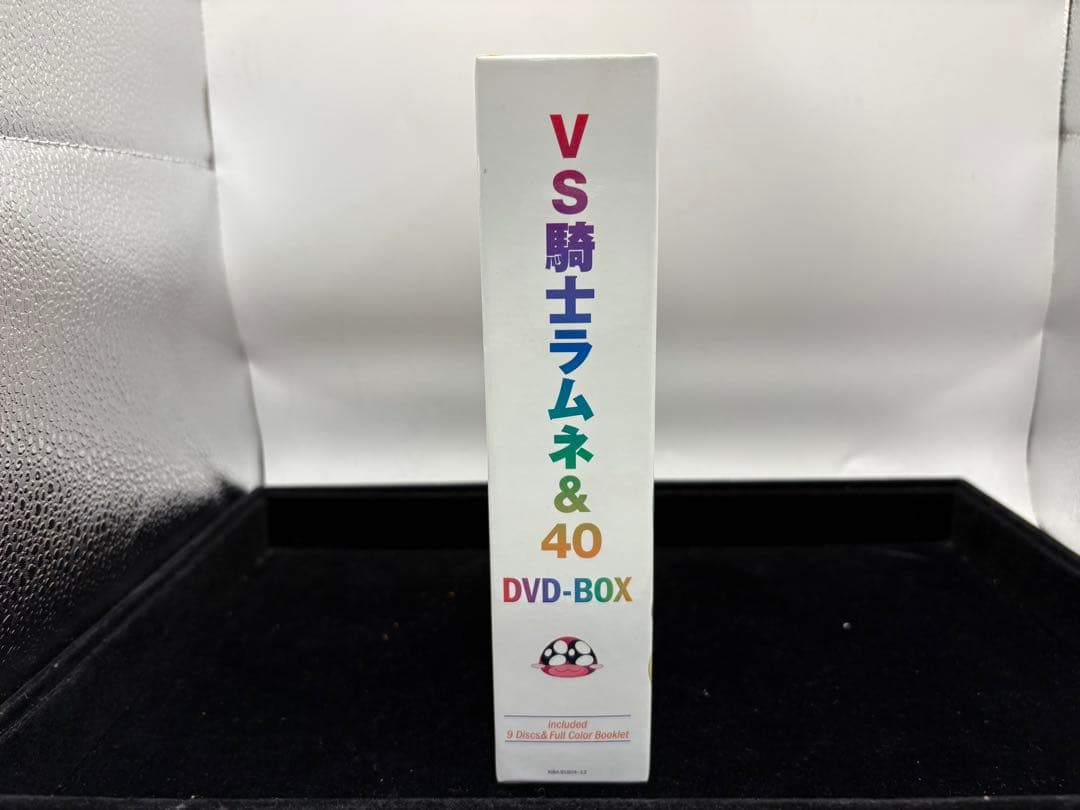 VS騎士ラムネ&40
DVD-BOX
included
9 Discs& Full Color Booklet